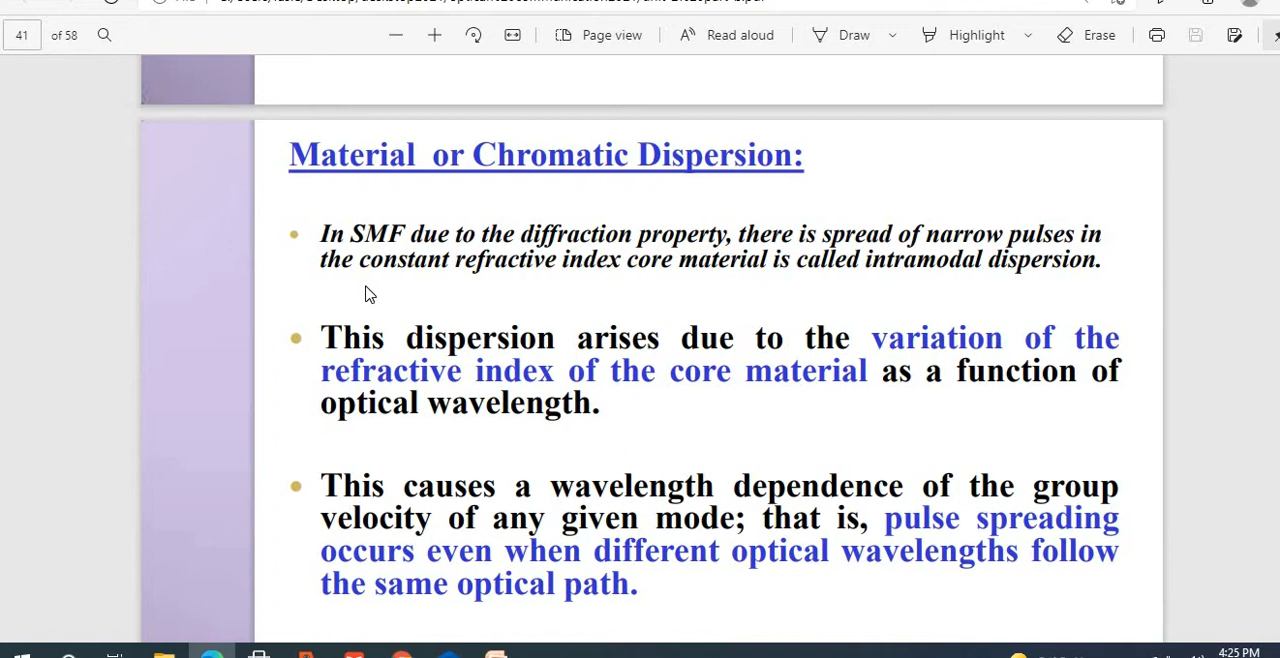 41 of 58 Page view Read aloud Draw Highlight Erase
Material or Chromatic Dispersion:
In SMF due to the diffraction property, there is spread of narrow pulses in
the constant refractive index core material is called intramodal dispersion.
This dispersion arises due to the variation of the
refractive index of the core material as a function of
optical wavelength.
This causes a wavelength dependence of the group
velocity of any given mode; that is, pulse spreading
occurs even when different optical wavelengths follow
the same optical path.
4:25 PM